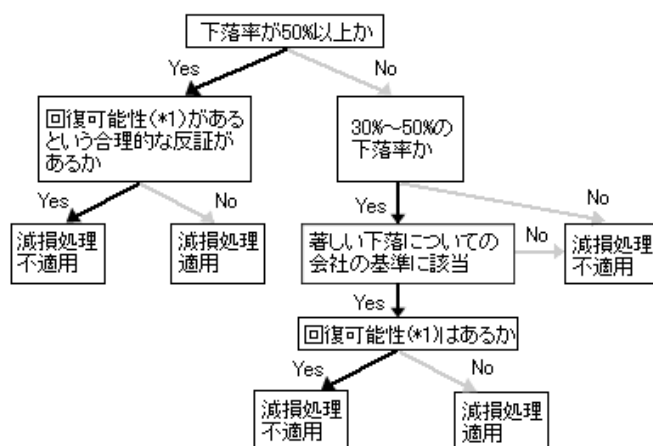 下落率が50%以上か
Yes
No
回復可能性(*1)がある
という合理的な反証が
あるか
30%～50%の
下落率か
Yes
No
Yes
No
減損処理
不適用
減損処理
適用
著しい下落についての
会社の基準に該当
No
減損処理
不適用
Yes
回復可能性(*1)はあるか
Yes
No
減損処理
不適用
減損処理
適用